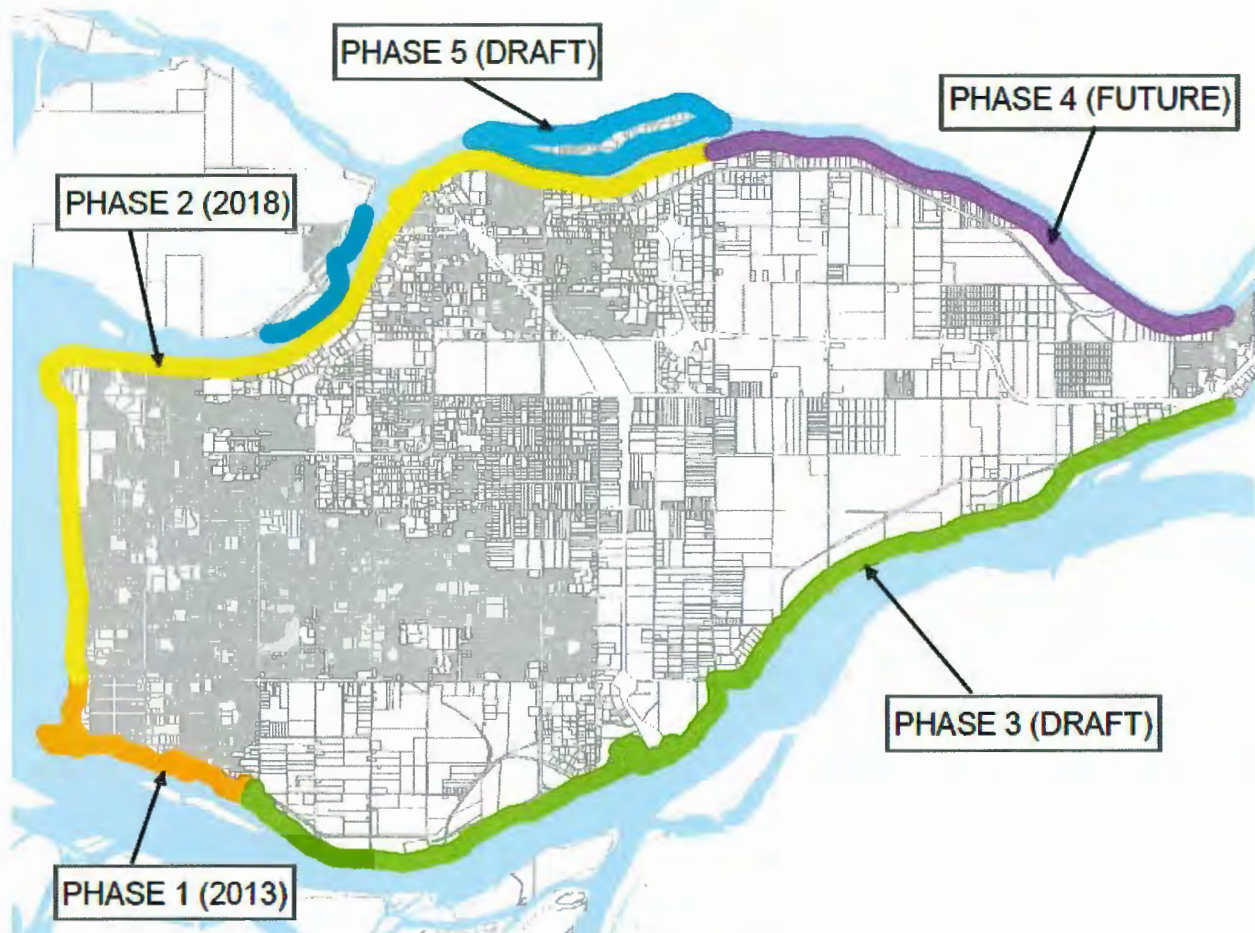 PHASE 5 (DRAFT)
PHASE 4 (FUTURE)
PHASE 2 (2018)
PHASE 3 (DRAFT)
PHASE 1 (2013)